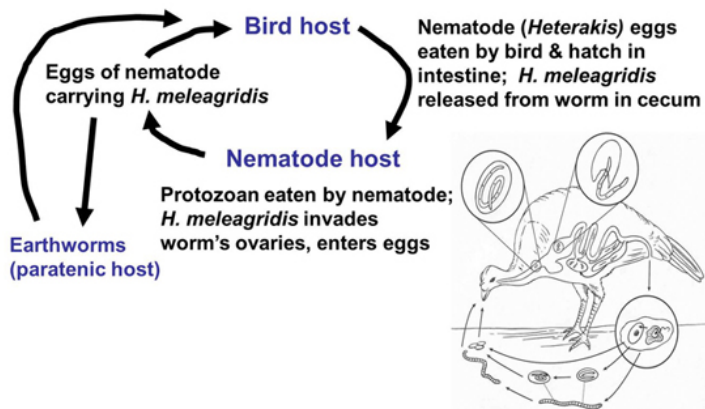 Bird host
Nematode (Heterakis) eggs
eaten by bird & hatch in
intestine;  H. meleagridis
released from worm in cecum
Eggs of nematode
carrying H. meleagridis
Nematode host
Protozoan eaten by nematode;
H. meleagridis invades
worm's ovaries, enters eggs
Earthworms
(paratenic host)